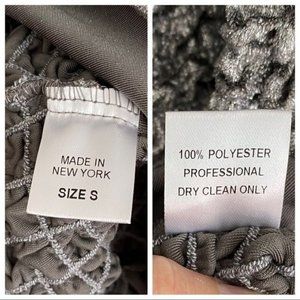 MADE IN
NEW YORK
SIZE S
100% POLYESTER
PROFESSIONAL
DRY CLEAN ONLY